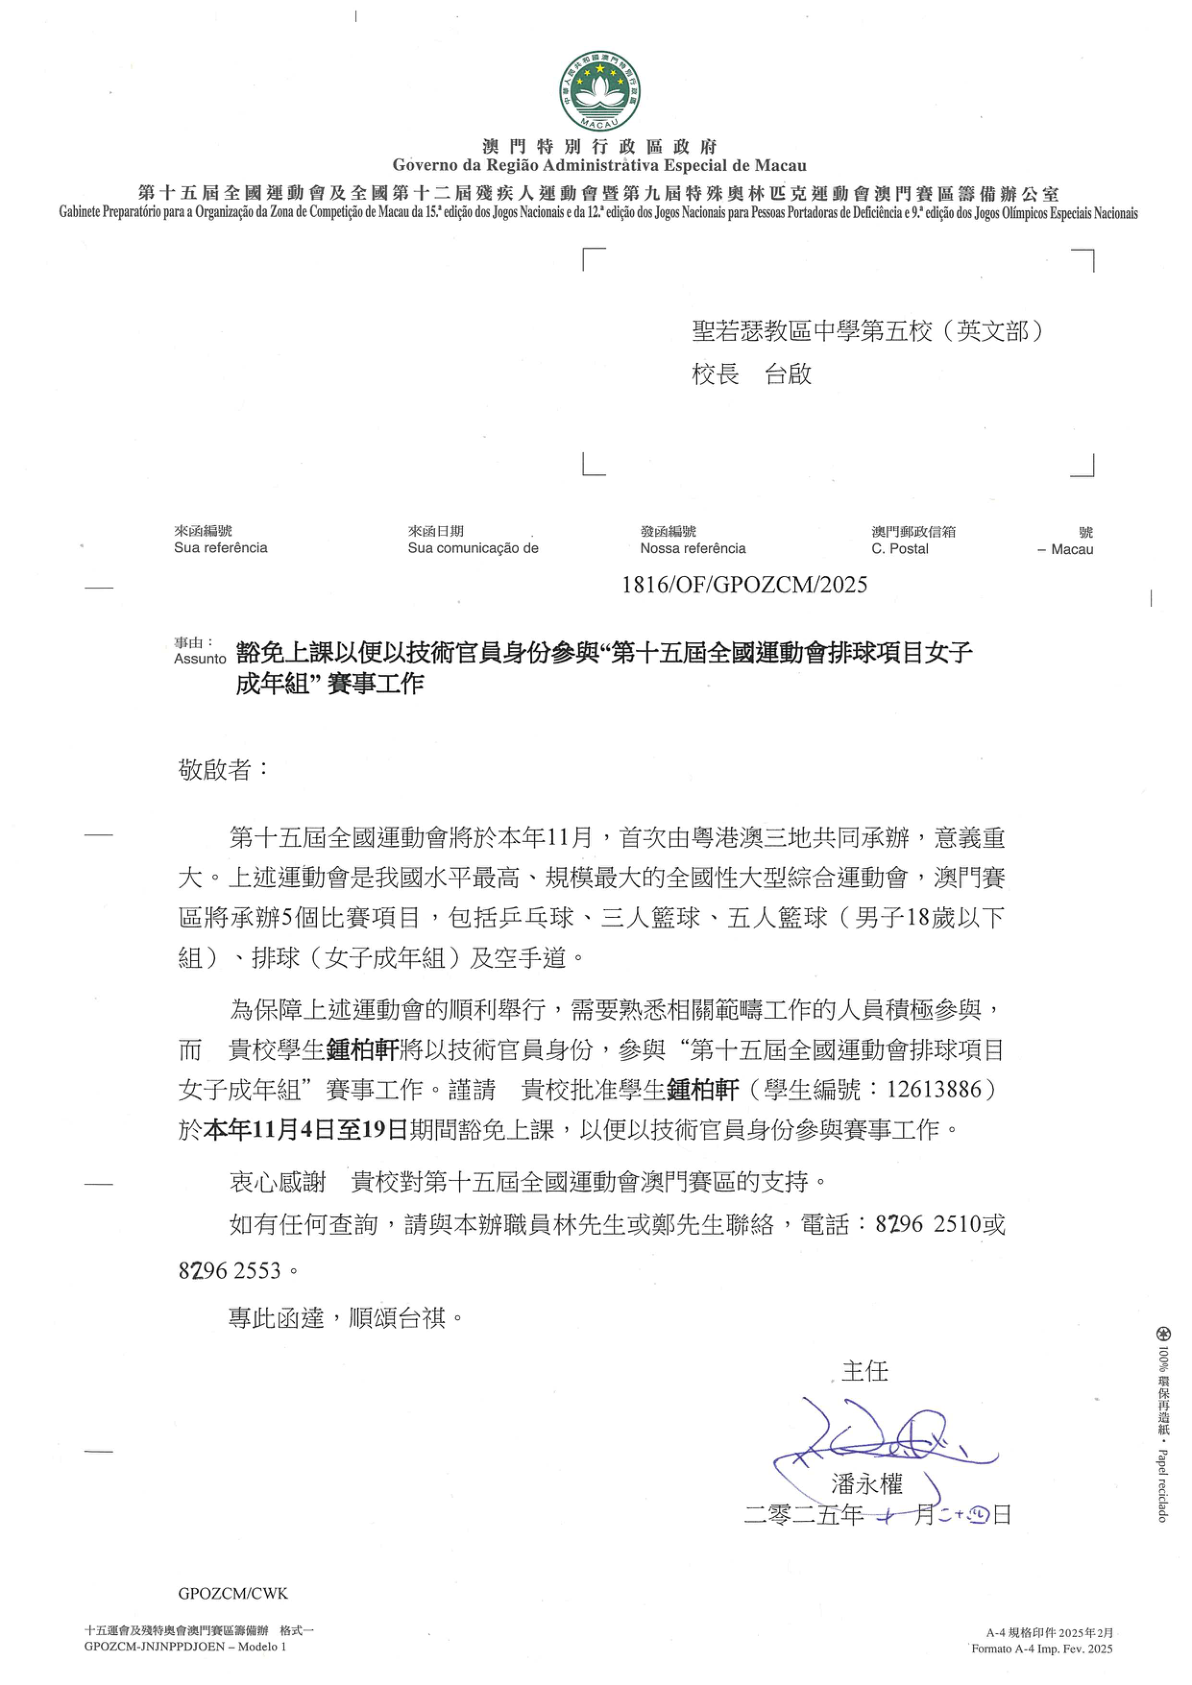 中華人民共和國澳門特別行政區
MACAU
澳門特別行政區政府
Governo da Região Administrativa Especial de Macau
第十五屆全國運動會及全國第十二屆殘疾人運動會暨第九屆特殊奧林匹克運動會澳門賽區籌備辦公室
Gabinete Preparatório para a Organização da Zona de Competição de Macau da 15.ª edição dos Jogos Nacionais e da 12.ª edição dos Jogos Nacionais para Pessoas Portadoras de Deficiência e 9.ª edição dos Jogos Olímpicos Especiais Nacionais
聖若瑟教區中學第五校（英文部）
校長　台啟
來函編號　來函日期　發函編號　澳門郵政信箱　號
Sua referência　Sua comunicação de　Nossa referência　C. Postal　– Macau
1816/OF/GPOZCM/2025
事由：
Assunto 豁免上課以便以技術官員身份參與“第十五屆全國運動會排球項目女子
成年組” 賽事工作
敬啟者：
第十五屆全國運動會將於本年11月，首次由粵港澳三地共同承辦，意義重
大。上述運動會是我國水平最高、規模最大的全國性大型綜合運動會，澳門賽
區將承辦5個比賽項目，包括乒乓球、三人籃球、五人籃球（男子18歲以下
組）、排球（女子成年組）及空手道。
為保障上述運動會的順利舉行，需要熟悉相關範疇工作的人員積極參與，
而　貴校學生鍾柏軒將以技術官員身份，參與“第十五屆全國運動會排球項目
女子成年組”賽事工作。謹請　貴校批准學生鍾柏軒（學生編號：12613886）
於本年11月4日至19日期間豁免上課，以便以技術官員身份參與賽事工作。
衷心感謝　貴校對第十五屆全國運動會澳門賽區的支持。
如有任何查詢，請與本辦職員林先生或鄭先生聯絡，電話：8296 2510或
8296 2553。
專此函達，順頌台祺。
主任
潘永權
二零二五年十月二十四日
GPOZCM/CWK
十五運會及殘特奧會澳門賽區籌備辦　格式一
GPOZCM-JNJNPPDJOEN – Modelo 1
A-4 規格印件 2025年2月
Formato A-4 Imp. Fev. 2025
100% 環保再造紙・Papel reciclado